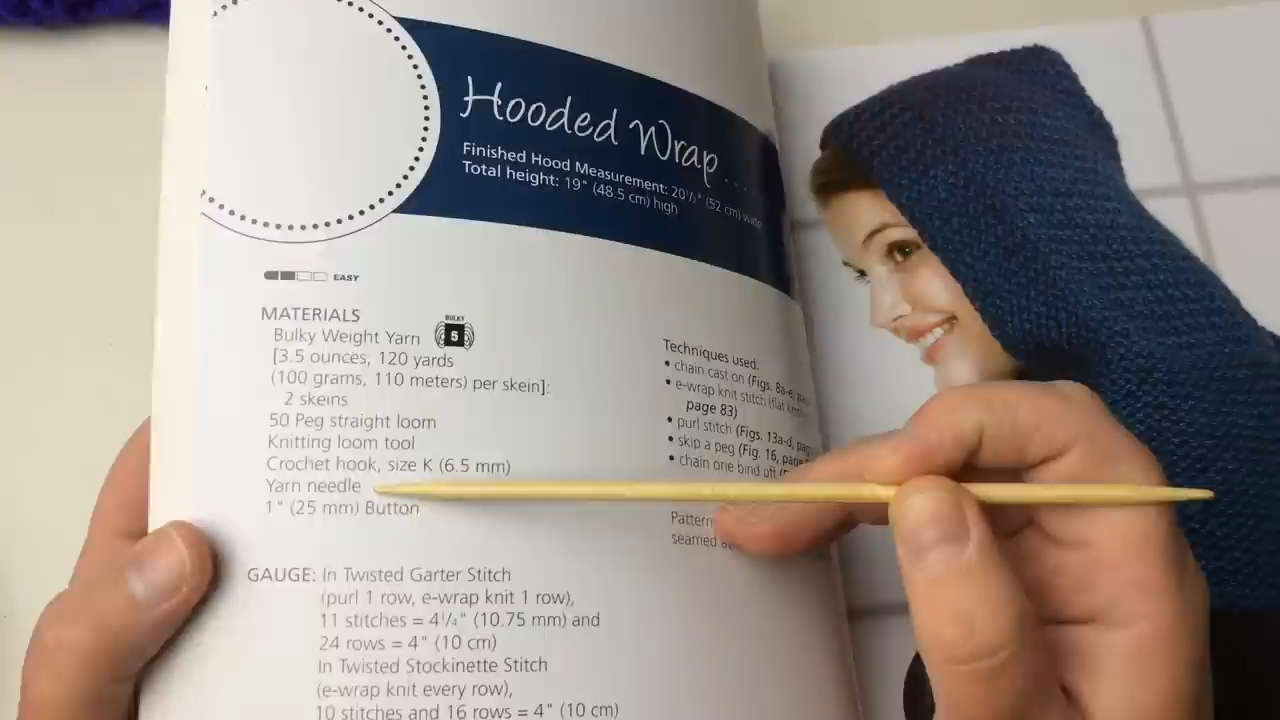 Hooded Wrap . . .
Finished Hood Measurement: 20½" (52 cm) wide
Total height: 19" (48.5 cm) high
EASY
MATERIALS
Bulky Weight Yarn
BULKY
5
[3.5 ounces, 120 yards
(100 grams, 110 meters) per skein]:
2 skeins
50 Peg straight loom
Knitting loom tool
Crochet hook, size K (6.5 mm)
Yarn needle
1" (25 mm) Button
GAUGE: In Twisted Garter Stitch
(purl 1 row, e-wrap knit 1 row),
11 stitches = 4¼" (10.75 mm) and
24 rows = 4" (10 cm)
In Twisted Stockinette Stitch
(e-wrap knit every row),
10 stitches and 16 rows = 4" (10 cm)
Techniques used:
• chain cast on (Figs. 8a-e,
• e-wrap knit stitch (flat
page 83)
• purl stitch (Figs. 13a-d,
• skip a peg (Fig. 16, page
• chain one bind off
Pattern
seamed